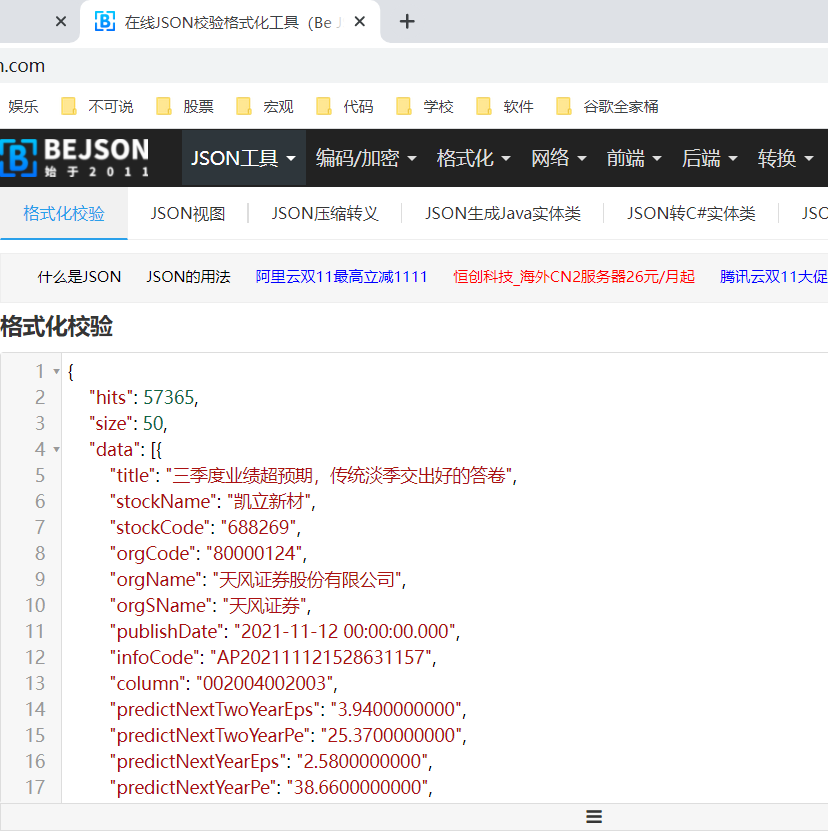 在线JSON校验格式化工具（Be J
n.com
娱乐 不可说 股票 宏观 代码 学校 软件 谷歌全家桶
BEJSON
始于2011
JSON工具 编码/加密 格式化 网络 前端 后端 转换
格式化校验 JSON视图 JSON压缩转义 JSON生成Java实体类 JSON转C#实体类 JSO
什么是JSON JSON的用法 阿里云双11最高立减1111 恒创科技_海外CN2服务器26元/月起 腾讯云双11大促
格式化校验
1 {
2 "hits": 57365,
3 "size": 50,
4 "data": [{
5 "title": "三季度业绩超预期，传统淡季交出好的答卷",
6 "stockName": "凯立新材",
7 "stockCode": "688269",
8 "orgCode": "80000124",
9 "orgName": "天风证券股份有限公司",
10 "orgSName": "天风证券",
11 "publishDate": "2021-11-12 00:00:00.000",
12 "infoCode": "AP202111121528631157",
13 "column": "002004002003",
14 "predictNextTwoYearEps": "3.9400000000",
15 "predictNextTwoYearPe": "25.3700000000",
16 "predictNextYearEps": "2.5800000000",
17 "predictNextYearPe": "38.6600000000",